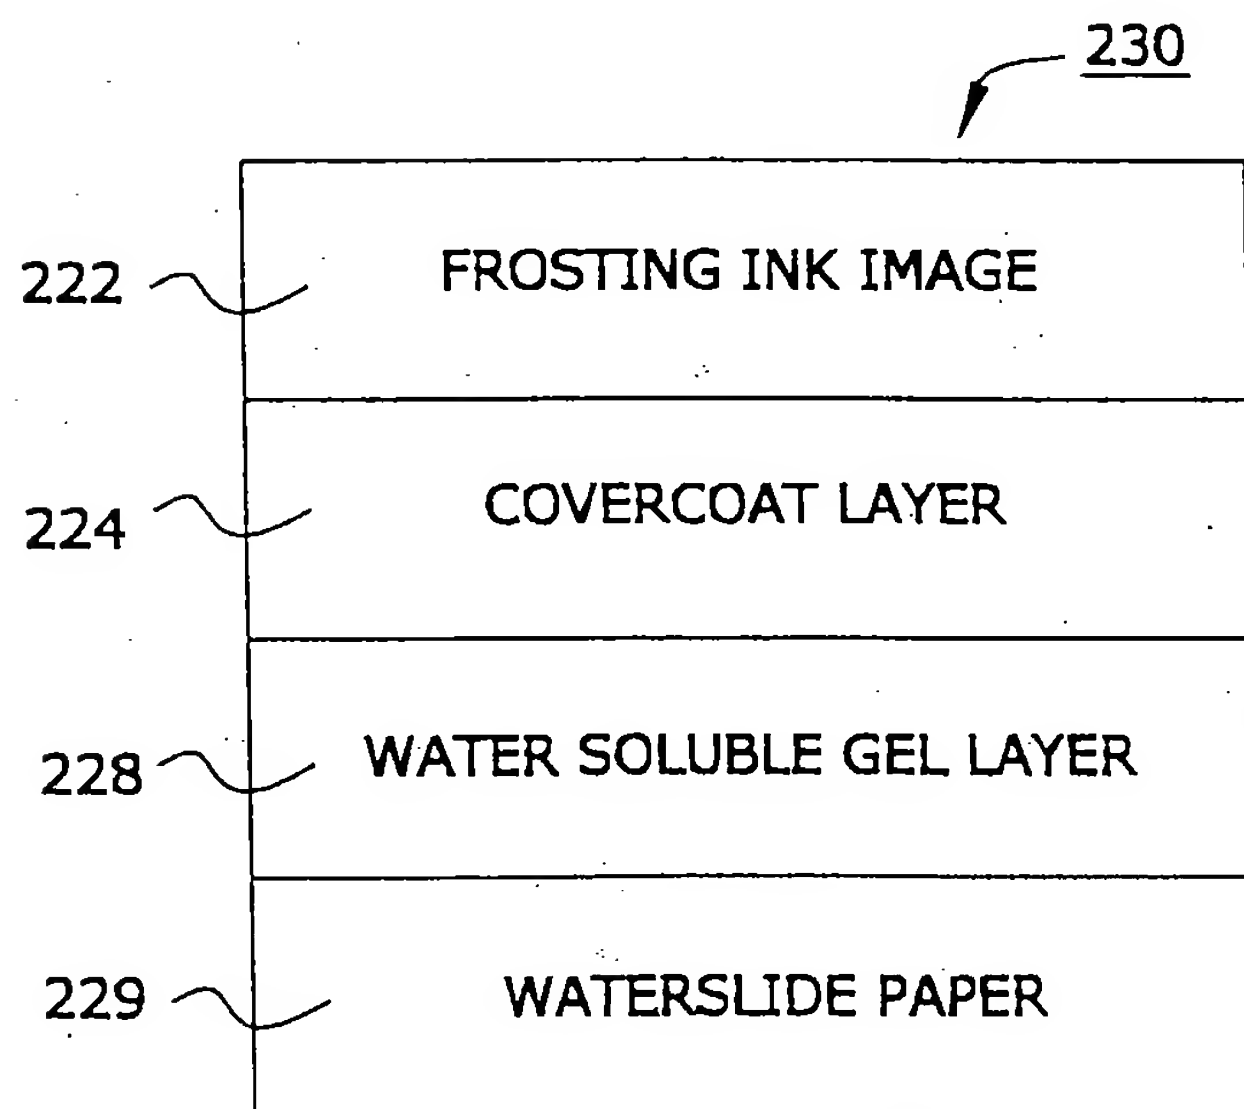 230
222 FROSTING INK IMAGE
224 COVERCOAT LAYER
228 WATER SOLUBLE GEL LAYER
229 WATERSLIDE PAPER